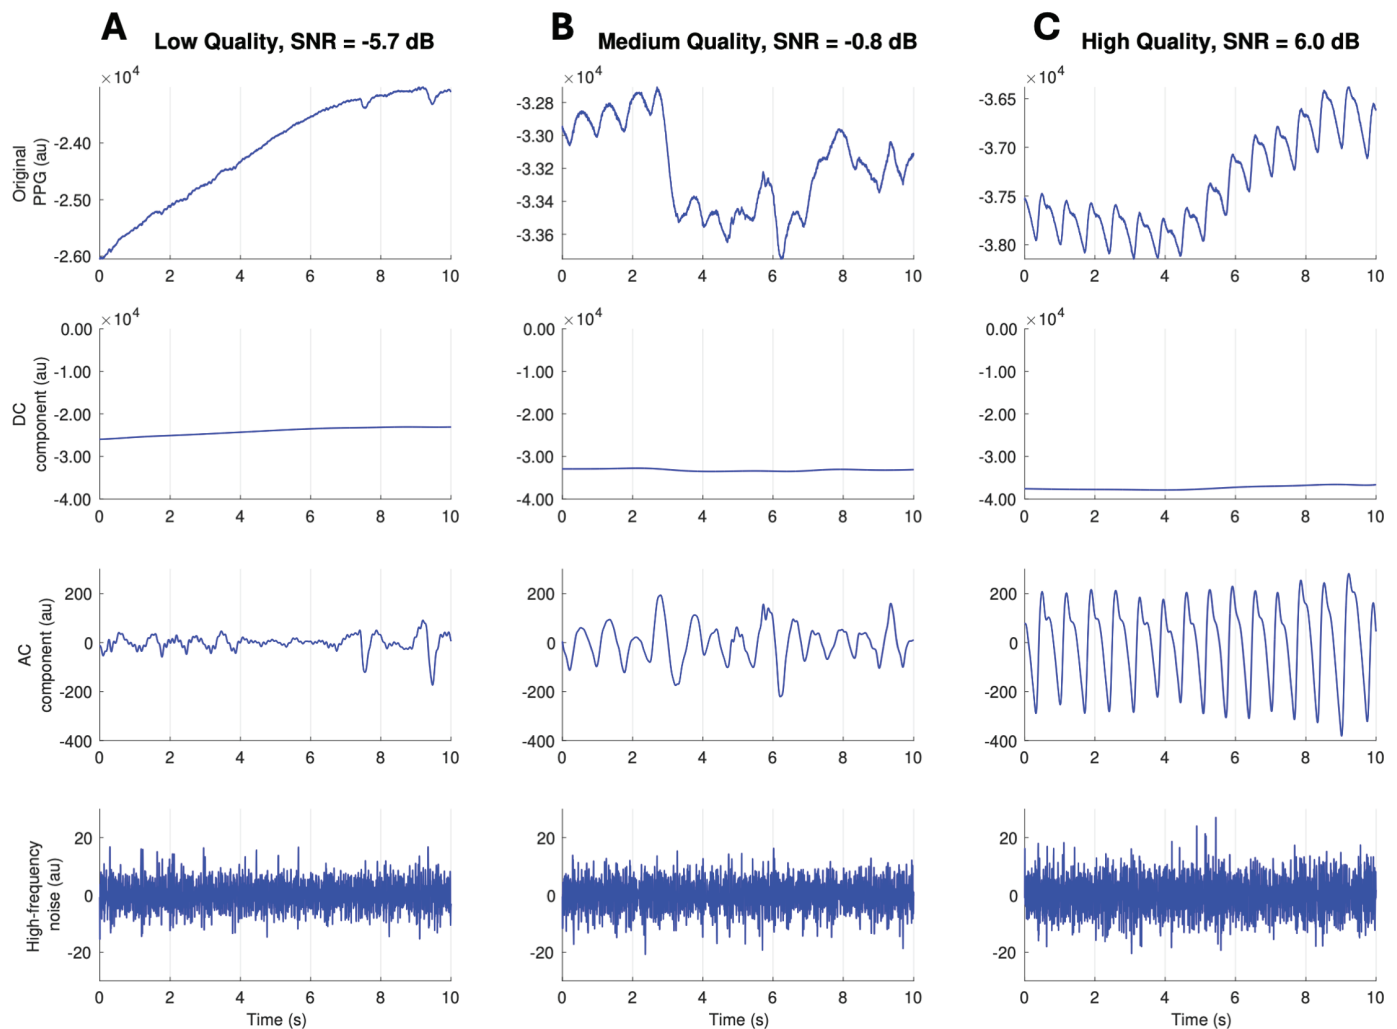 A
Low Quality, SNR = -5.7 dB
B
Medium Quality, SNR = -0.8 dB
C
High Quality, SNR = 6.0 dB
Original
PPG (au)
×10⁴
-2.40
-2.50
-2.60
0 2 4 6 8 10
×10⁴
-3.28
-3.30
-3.32
-3.34
-3.36
0 2 4 6 8 10
×10⁴
-3.65
-3.70
-3.75
-3.80
0 2 4 6 8 10
DC
component (au)
×10⁴
0.00
-1.00
-2.00
-3.00
-4.00
0 2 4 6 8 10
×10⁴
0.00
-1.00
-2.00
-3.00
-4.00
0 2 4 6 8 10
×10⁴
0.00
-1.00
-2.00
-3.00
-4.00
0 2 4 6 8 10
AC
component (au)
200
0
-200
-400
0 2 4 6 8 10
200
0
-200
-400
0 2 4 6 8 10
200
0
-200
-400
0 2 4 6 8 10
High-frequency
noise (au)
20
0
-20
0 2 4 6 8 10
Time (s)
20
0
-20
0 2 4 6 8 10
Time (s)
20
0
-20
0 2 4 6 8 10
Time (s)